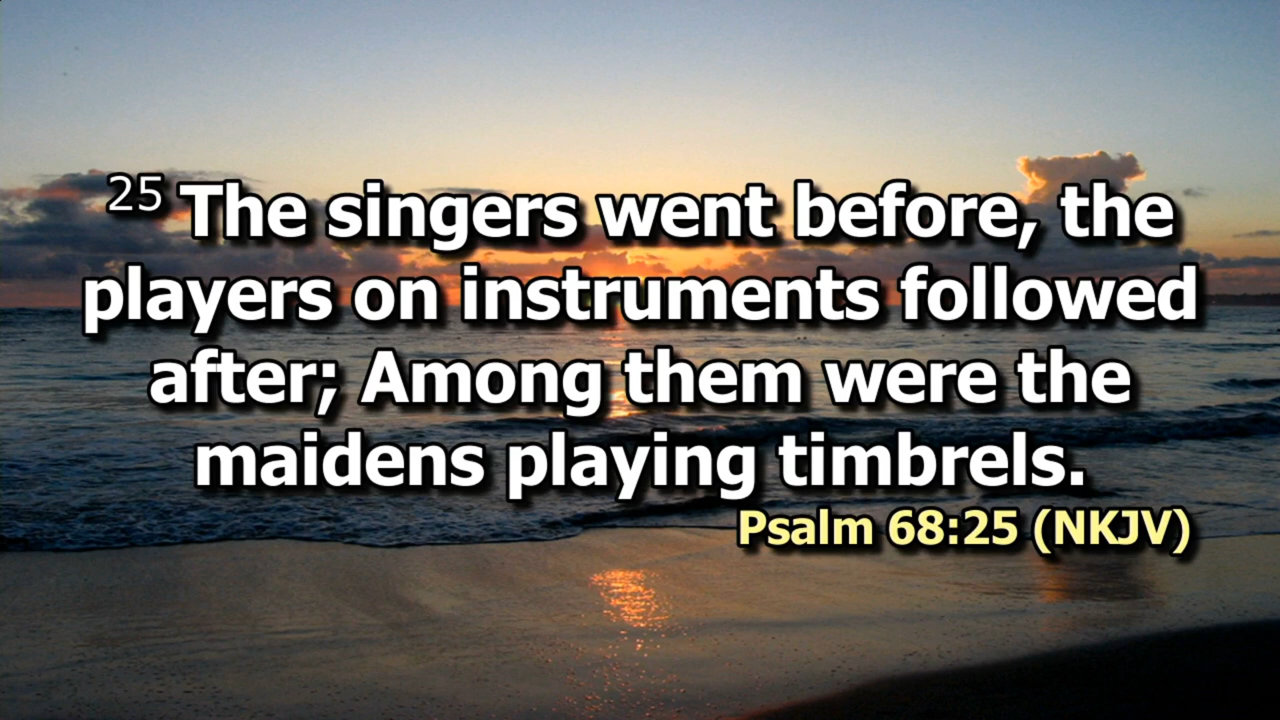 25 The singers went before, the
players on instruments followed
after; Among them were the
maidens playing timbrels.
Psalm 68:25 (NKJV)